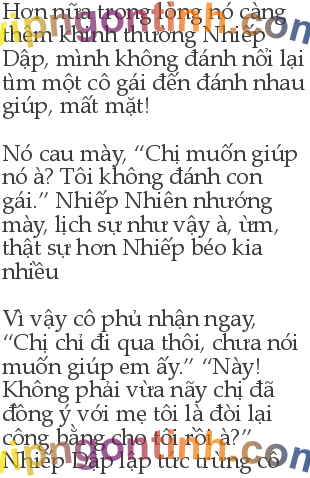 Hơn nữa trong lòng nó càng
thêm khinh thường Nhiếp
Dập, mình không đánh nổi lại
tìm một cô gái đến đánh nhau
giúp, mất mặt!
Nó cau mày, “Chị muốn giúp
nó à? Tôi không đánh con
gái.” Nhiếp Nhiên nhướng
mày, lịch sự như vậy à, ừm,
thật sự hơn Nhiếp béo kia
nhiều
Vì vậy cô phủ nhận ngay,
“Chị chỉ đi qua thôi, chưa nói
muốn giúp em ấy.” “Này!
Không phải vừa nãy chị đã
đồng ý với mẹ tôi là đòi lại
công bằng cho tôi rồi à?”
Nhiếp Dập lập tức trừng cô